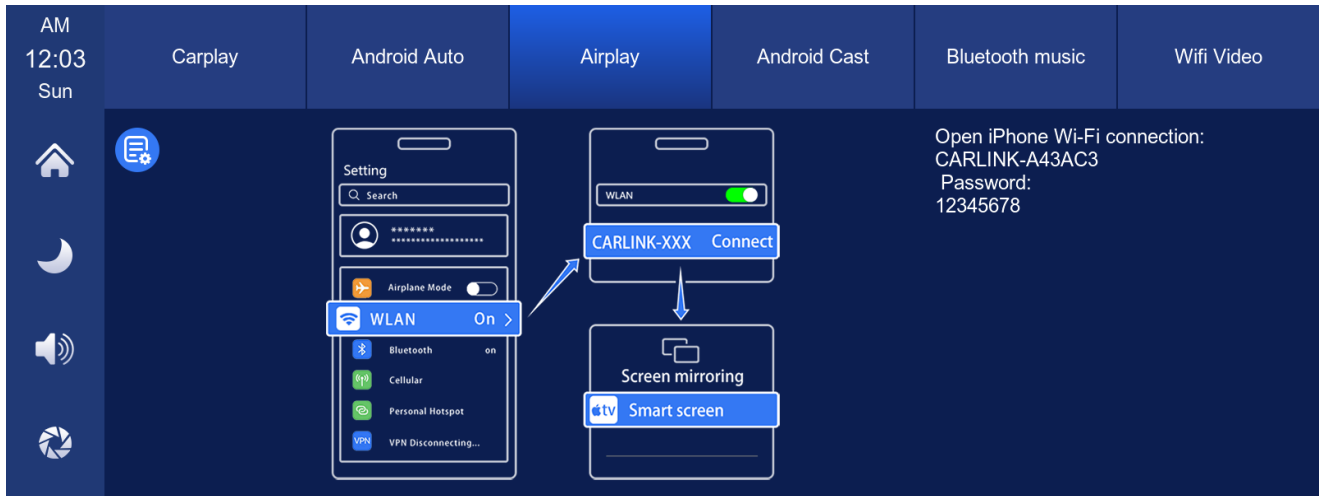 AM
12:03
Sun
Carplay
Android Auto
Airplay
Android Cast
Bluetooth music
Wifi Video
Setting
Search
*******
******************
Airplane Mode
WLAN On >
Bluetooth on
Cellular
Personal Hotspot
VPN VPN Disconnecting...
WLAN
CARLINK-XXX Connect
Screen mirroring
tv Smart screen
Open iPhone Wi-Fi connection:
CARLINK-A43AC3
Password:
12345678